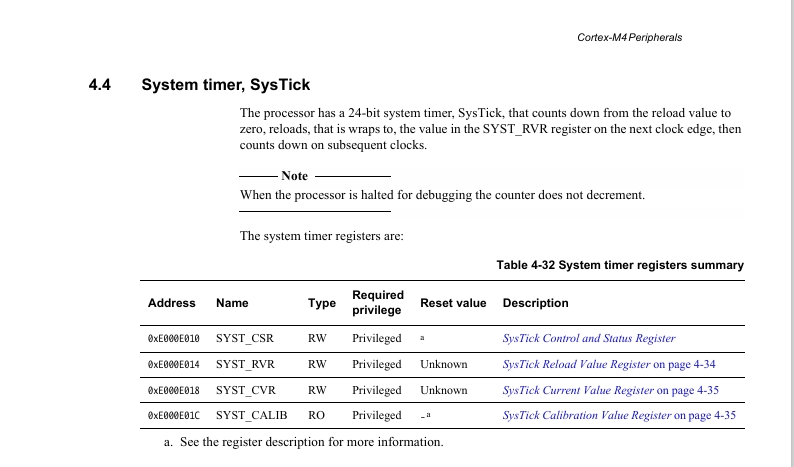 Cortex-M4 Peripherals
4.4 System timer, SysTick
The processor has a 24-bit system timer, SysTick, that counts down from the reload value to
zero, reloads, that is wraps to, the value in the SYST_RVR register on the next clock edge, then
counts down on subsequent clocks.
Note
When the processor is halted for debugging the counter does not decrement.
The system timer registers are:
Table 4-32 System timer registers summary
Address Name Type Required privilege Reset value Description
0xE000E010 SYST_CSR RW Privileged a SysTick Control and Status Register
0xE000E014 SYST_RVR RW Privileged Unknown SysTick Reload Value Register on page 4-34
0xE000E018 SYST_CVR RW Privileged Unknown SysTick Current Value Register on page 4-35
0xE000E01C SYST_CALIB RO Privileged -a SysTick Calibration Value Register on page 4-35
a. See the register description for more information.